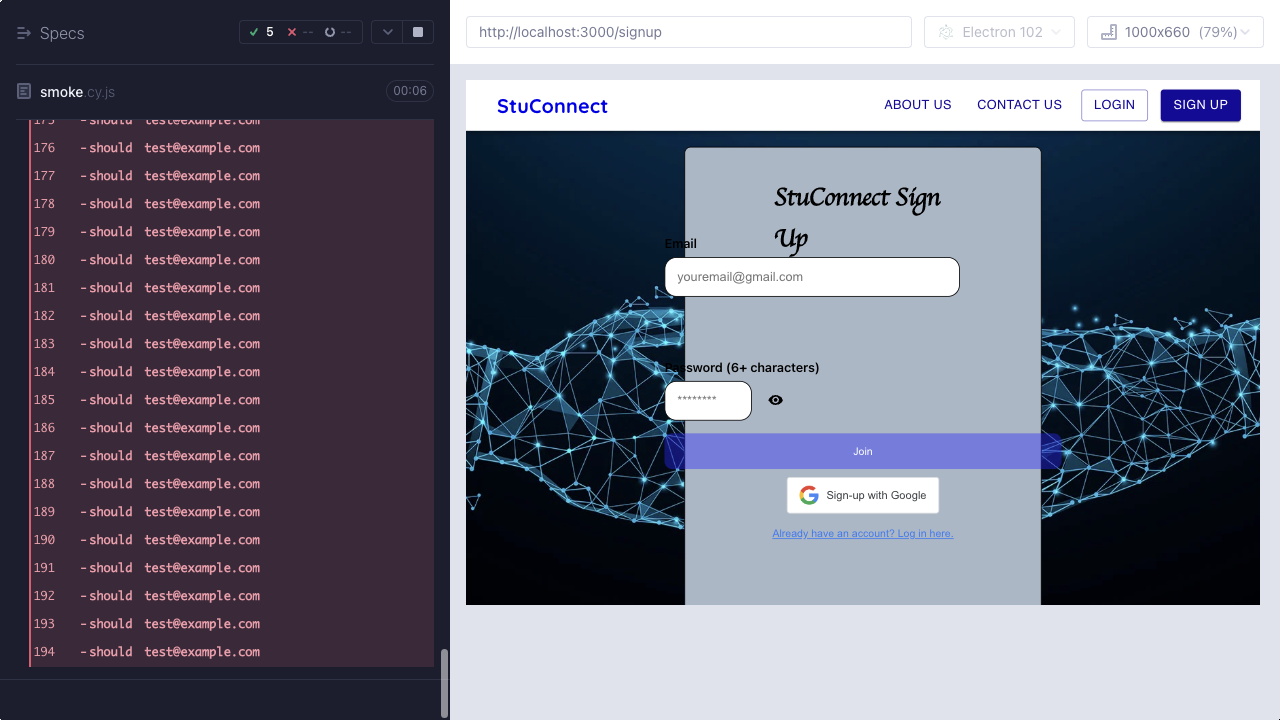 Specs
5 -- --
smoke.cy.js
00:06
175 -should test@example.com
176 -should test@example.com
177 -should test@example.com
178 -should test@example.com
179 -should test@example.com
180 -should test@example.com
181 -should test@example.com
182 -should test@example.com
183 -should test@example.com
184 -should test@example.com
185 -should test@example.com
186 -should test@example.com
187 -should test@example.com
188 -should test@example.com
189 -should test@example.com
190 -should test@example.com
191 -should test@example.com
192 -should test@example.com
193 -should test@example.com
194 -should test@example.com
http://localhost:3000/signup
Electron 102
1000x660 (79%)
StuConnect
ABOUT US
CONTACT US
LOGIN
SIGN UP
StuConnect Sign
Up
Email
youremail@gmail.com
Password (6+ characters)
********
Join
Sign-up with Google
Already have an account? Log in here.